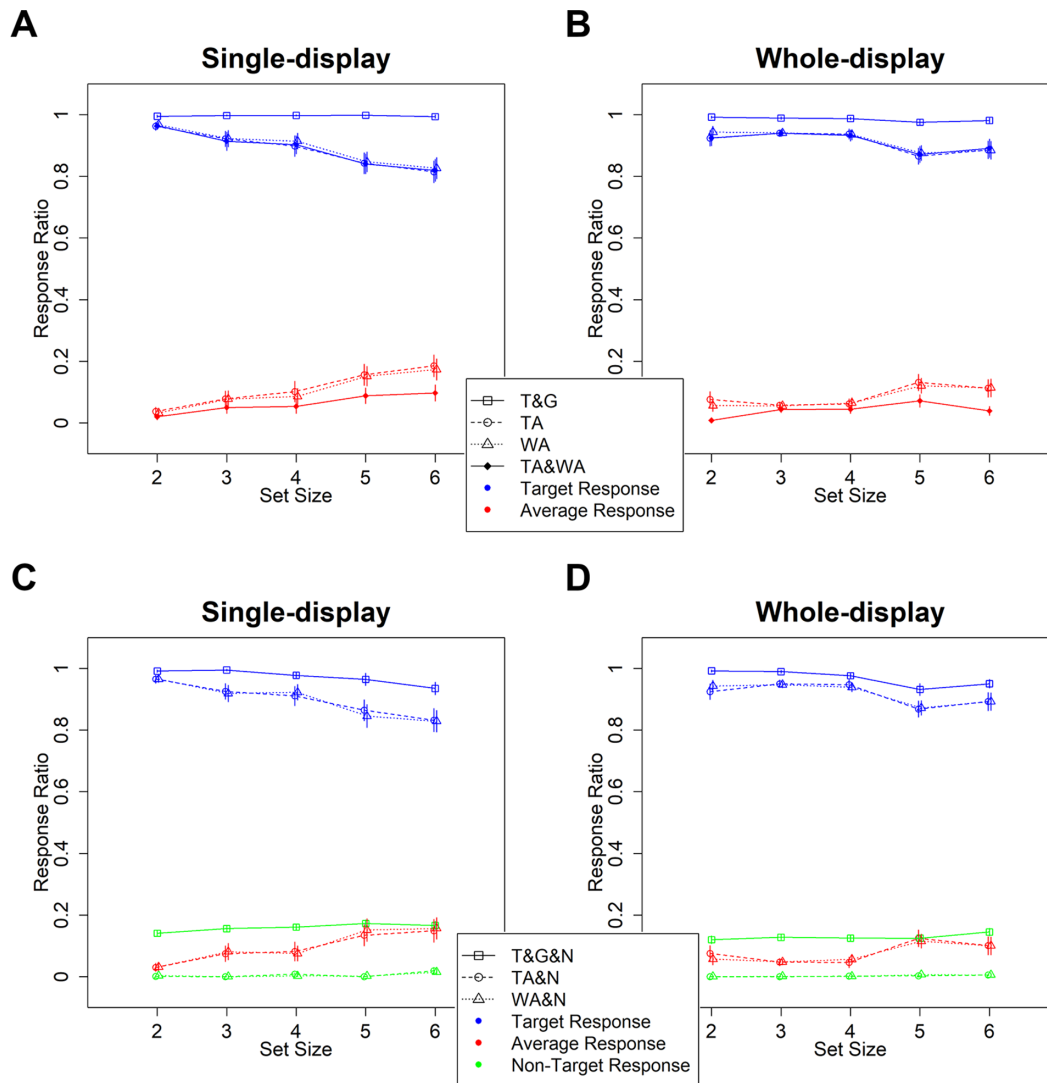 A
B
Single-display
Whole-display
Response Ratio
0 0.2 0.4 0.6 0.8 1
2 3 4 5 6
Set Size
Response Ratio
0 0.2 0.4 0.6 0.8 1
2 3 4 5 6
Set Size
T&G
TA
WA
TA&WA
Target Response
Average Response
C
D
Single-display
Whole-display
Response Ratio
0 0.2 0.4 0.6 0.8 1
2 3 4 5 6
Set Size
Response Ratio
0 0.2 0.4 0.6 0.8 1
2 3 4 5 6
Set Size
T&G&N
TA&N
WA&N
Target Response
Average Response
Non-Target Response